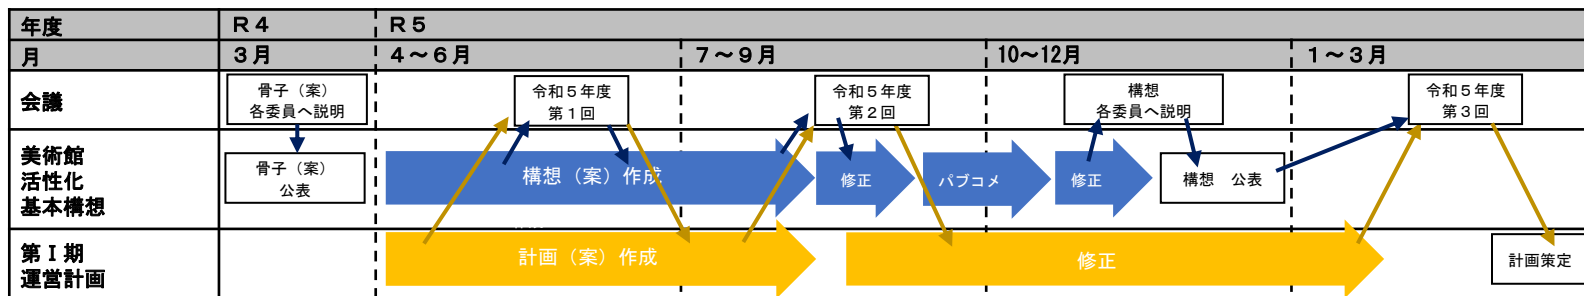 年度 Ｒ４ Ｒ５
月 ３月 ４～６月 ７～９月 10～12月 １～３月
会議
骨子（案）
各委員へ説明
令和５年度
第１回
令和５年度
第２回
構想
各委員へ説明
令和５年度
第３回
美術館
活性化
基本構想
骨子（案）
公表
構想（案）作成
修正
パブコメ
修正
構想　公表
第Ⅰ期
運営計画
計画（案）作成
修正
計画策定